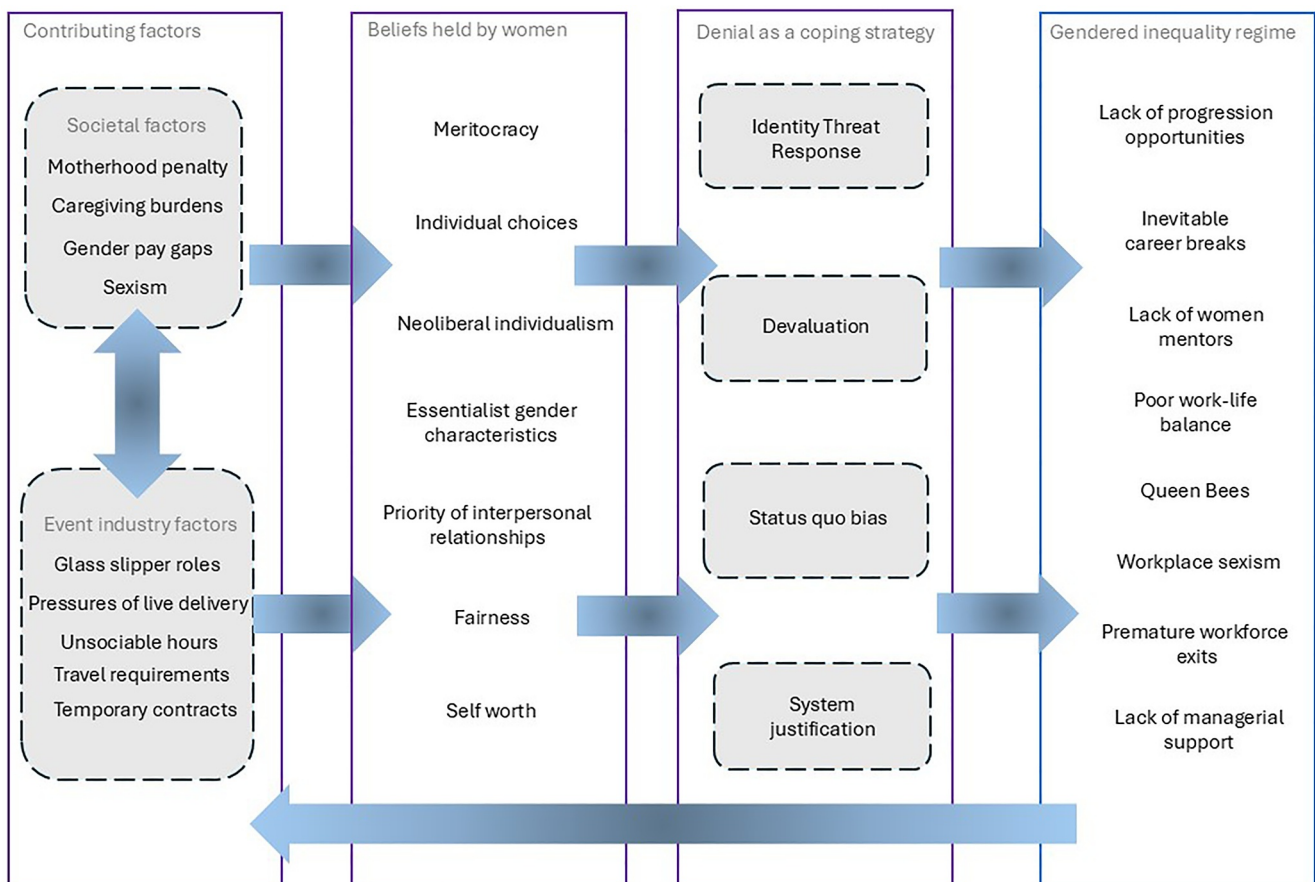 Contributing factors
Societal factors
Motherhood penalty
Caregiving burdens
Gender pay gaps
Sexism
Event industry factors
Glass slipper roles
Pressures of live delivery
Unsociable hours
Travel requirements
Temporary contracts
Beliefs held by women
Meritocracy
Individual choices
Neoliberal individualism
Essentialist gender
characteristics
Priority of interpersonal
relationships
Fairness
Self worth
Denial as a coping strategy
Identity Threat
Response
Devaluation
Status quo bias
System
justification
Gendered inequality regime
Lack of progression
opportunities
Inevitable
career breaks
Lack of women
mentors
Poor work-life
balance
Queen Bees
Workplace sexism
Premature workforce
exits
Lack of managerial
support